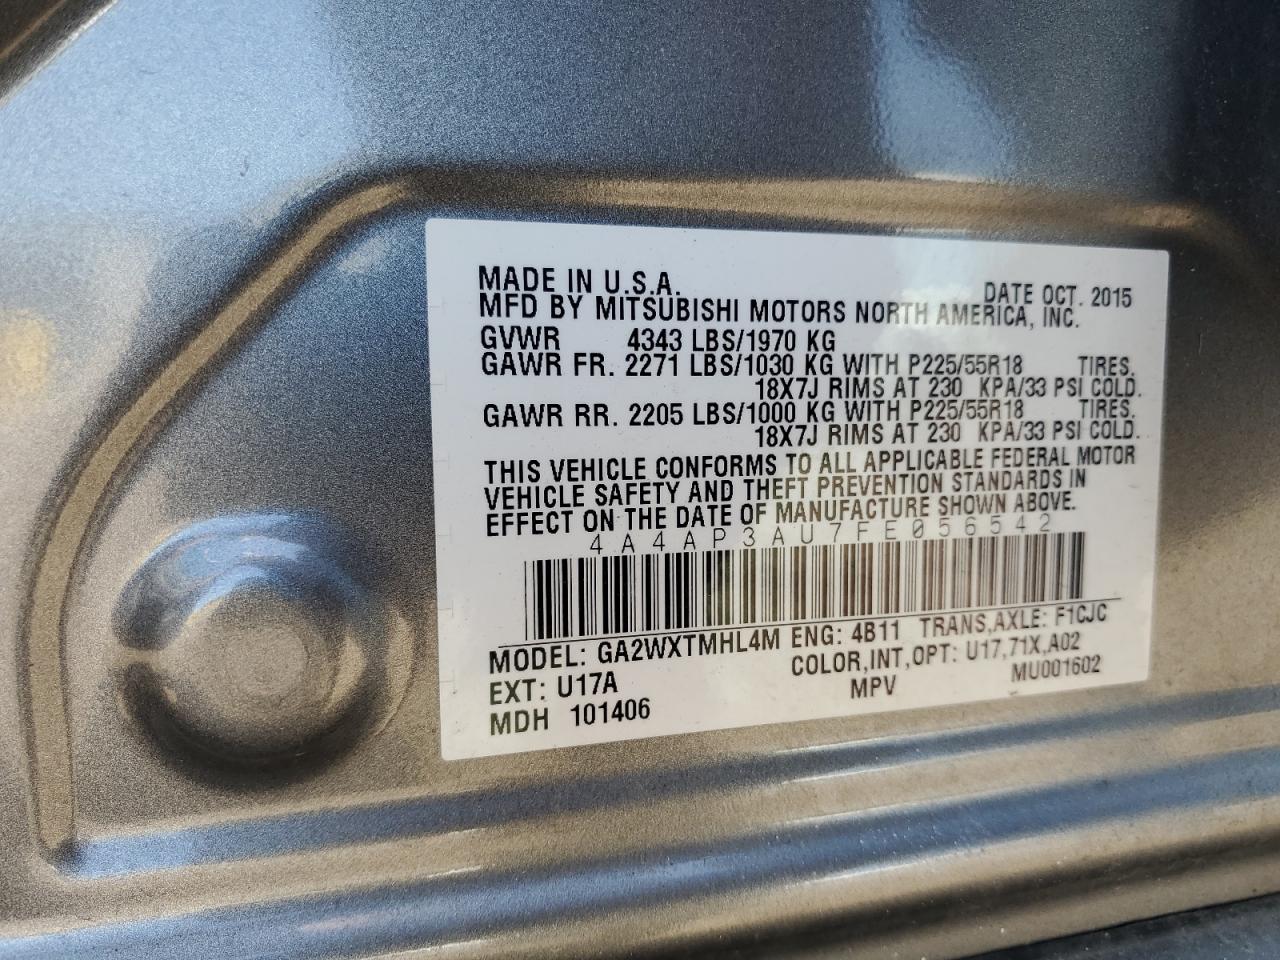 MADE IN U.S.A. DATE OCT. 2015
MFD BY MITSUBISHI MOTORS NORTH AMERICA, INC.
GVWR 4343 LBS/1970 KG
GAWR FR. 2271 LBS/1030 KG WITH P225/55R18 TIRES.
18X7J RIMS AT 230 KPA/33 PSI COLD.
GAWR RR. 2205 LBS/1000 KG WITH P225/55R18 TIRES.
18X7J RIMS AT 230 KPA/33 PSI COLD.
THIS VEHICLE CONFORMS TO ALL APPLICABLE FEDERAL MOTOR
VEHICLE SAFETY AND THEFT PREVENTION STANDARDS IN
EFFECT ON THE DATE OF MANUFACTURE SHOWN ABOVE.
4A4AP3AU7FE056542
MODEL: GA2WXTMHL4M ENG: 4B11 TRANS,AXLE: F1CJC
EXT: U17A COLOR,INT,OPT: U17,71X,A02
MDH 101406 MPV MU001602